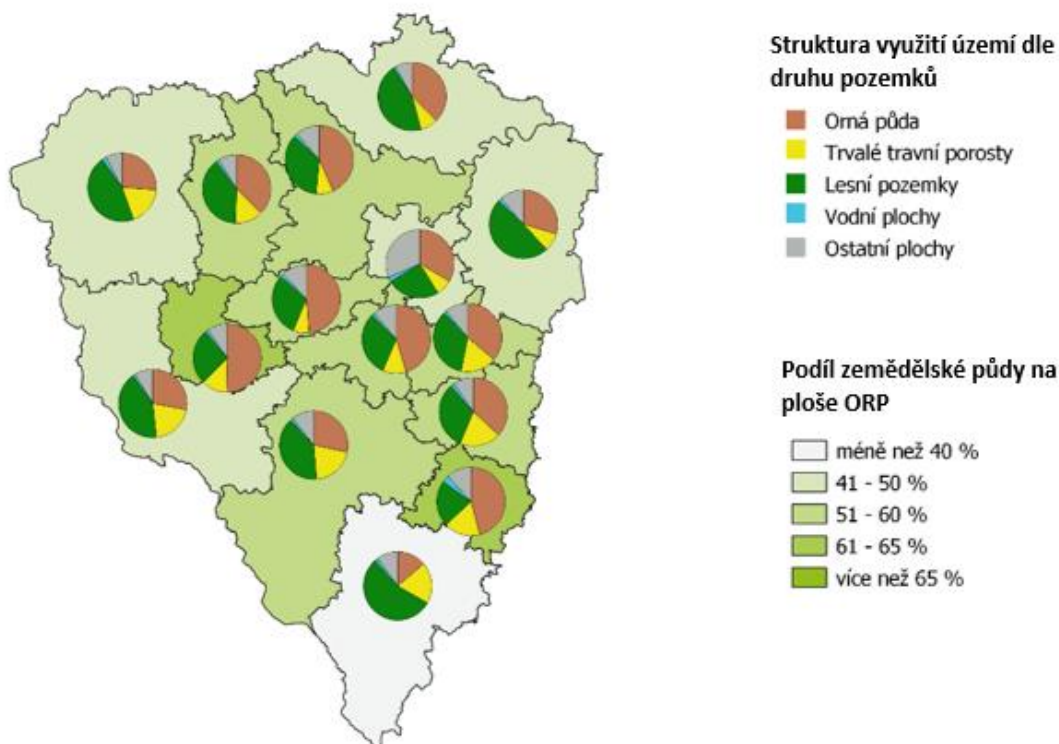 Struktura využití území dle
druhu pozemků
Orná půda
Trvalé travní porosty
Lesní pozemky
Vodní plochy
Ostatní plochy
Podíl zemědělské půdy na
ploše ORP
méně než 40 %
41 - 50 %
51 - 60 %
61 - 65 %
více než 65 %